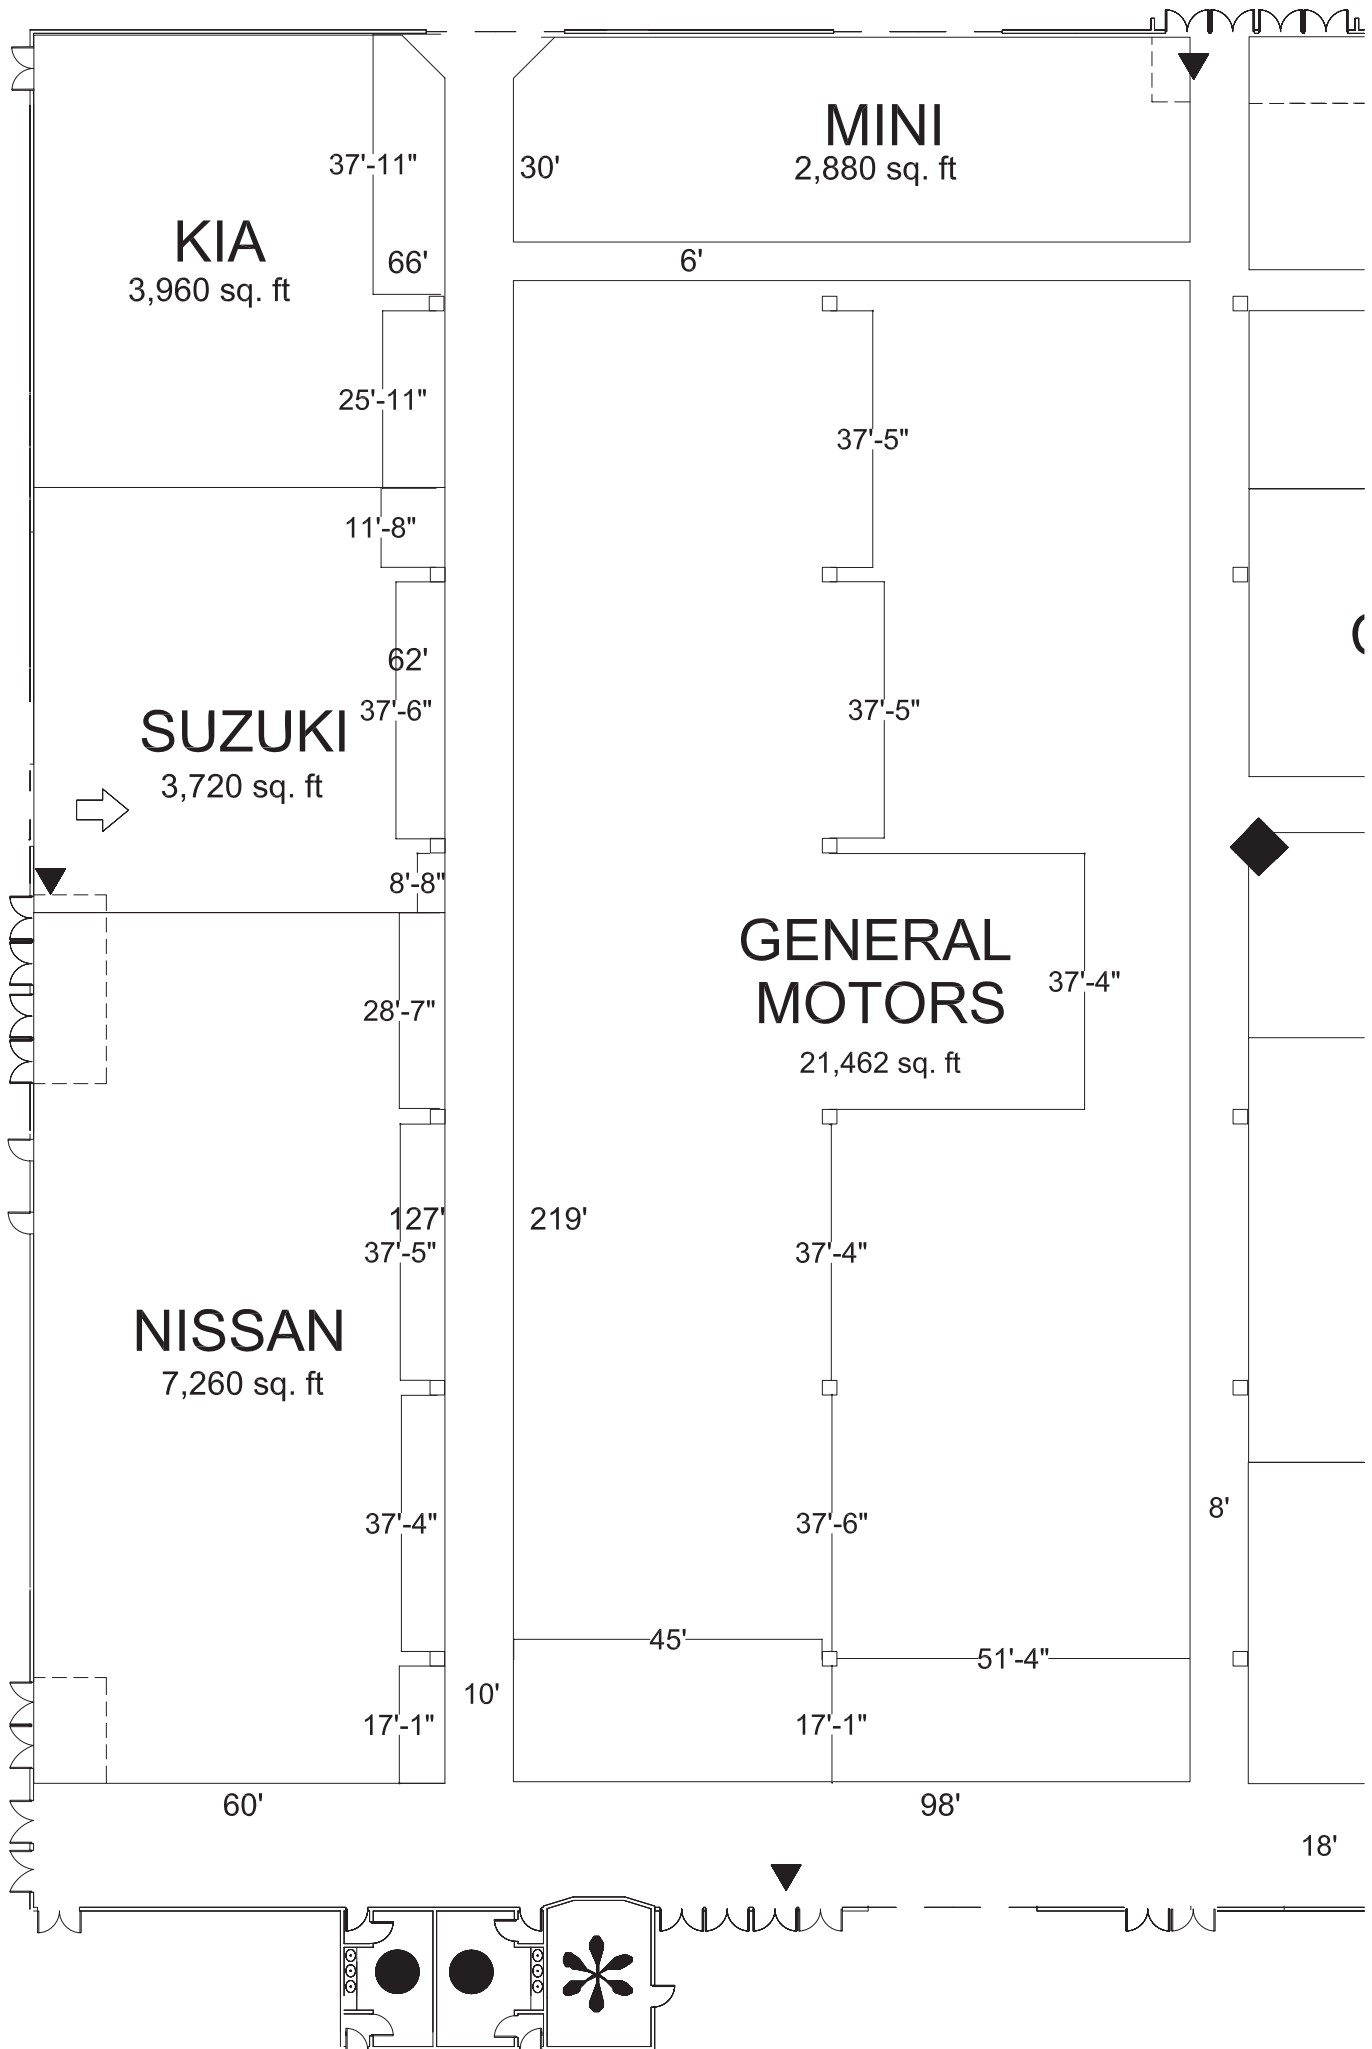 MINI
2,880 sq. ft
37'-11"
30'
KIA
3,960 sq. ft
66'
6'
25'-11"
37'-5"
11'-8"
62'
37'-6"
37'-5"
SUZUKI
3,720 sq. ft
8'-8"
GENERAL
MOTORS
21,462 sq. ft
37'-4"
28'-7"
127'
219'
37'-5"
37'-4"
NISSAN
7,260 sq. ft
8'
37'-4"
37'-6"
45'
51'-4"
10'
17'-1"
17'-1"
60'
98'
18'